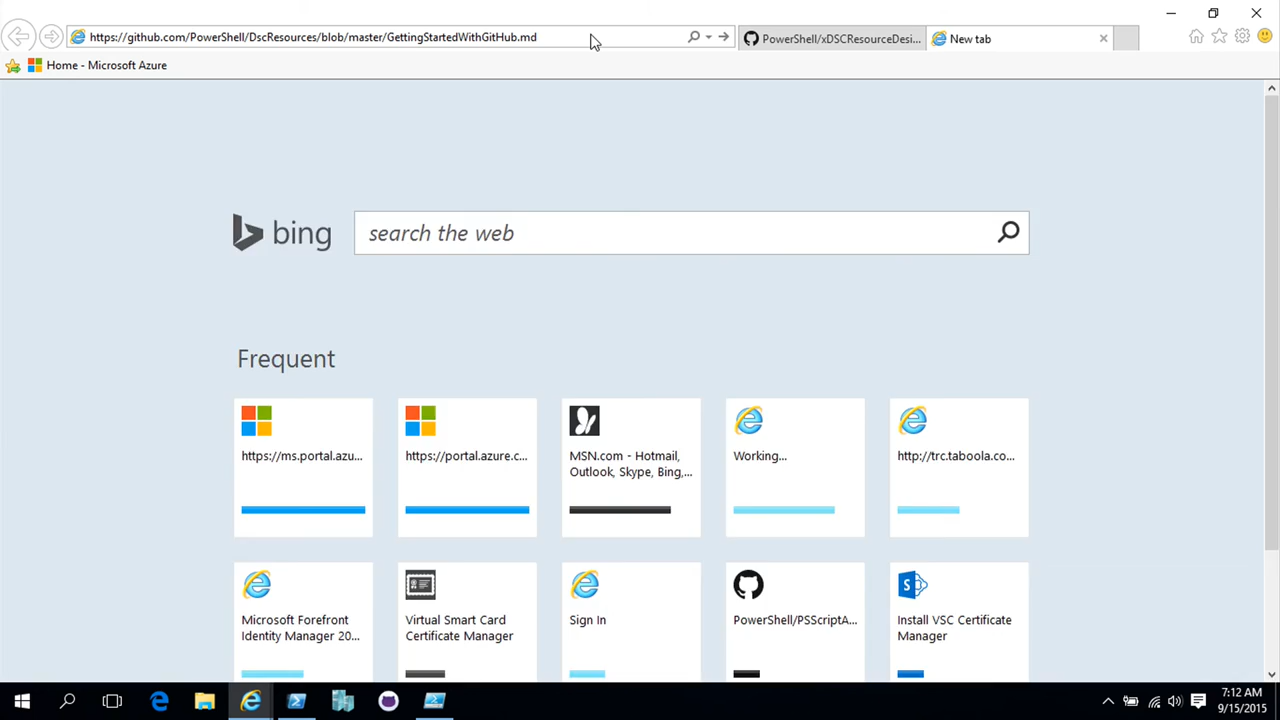 https://github.com/PowerShell/DscResources/blob/master/GettingStartedWithGitHub.md
PowerShell/xDSCResourceDesi...
New tab
Home - Microsoft Azure
bing
search the web
Frequent
https://ms.portal.azu...
https://portal.azure.c...
MSN.com - Hotmail,
Outlook, Skype, Bing,...
Working...
http://trc.taboola.co...
Microsoft Forefront
Identity Manager 20...
Virtual Smart Card
Certificate Manager
Sign In
PowerShell/PSScriptA...
Install VSC Certificate
Manager
7:12 AM
9/15/2015